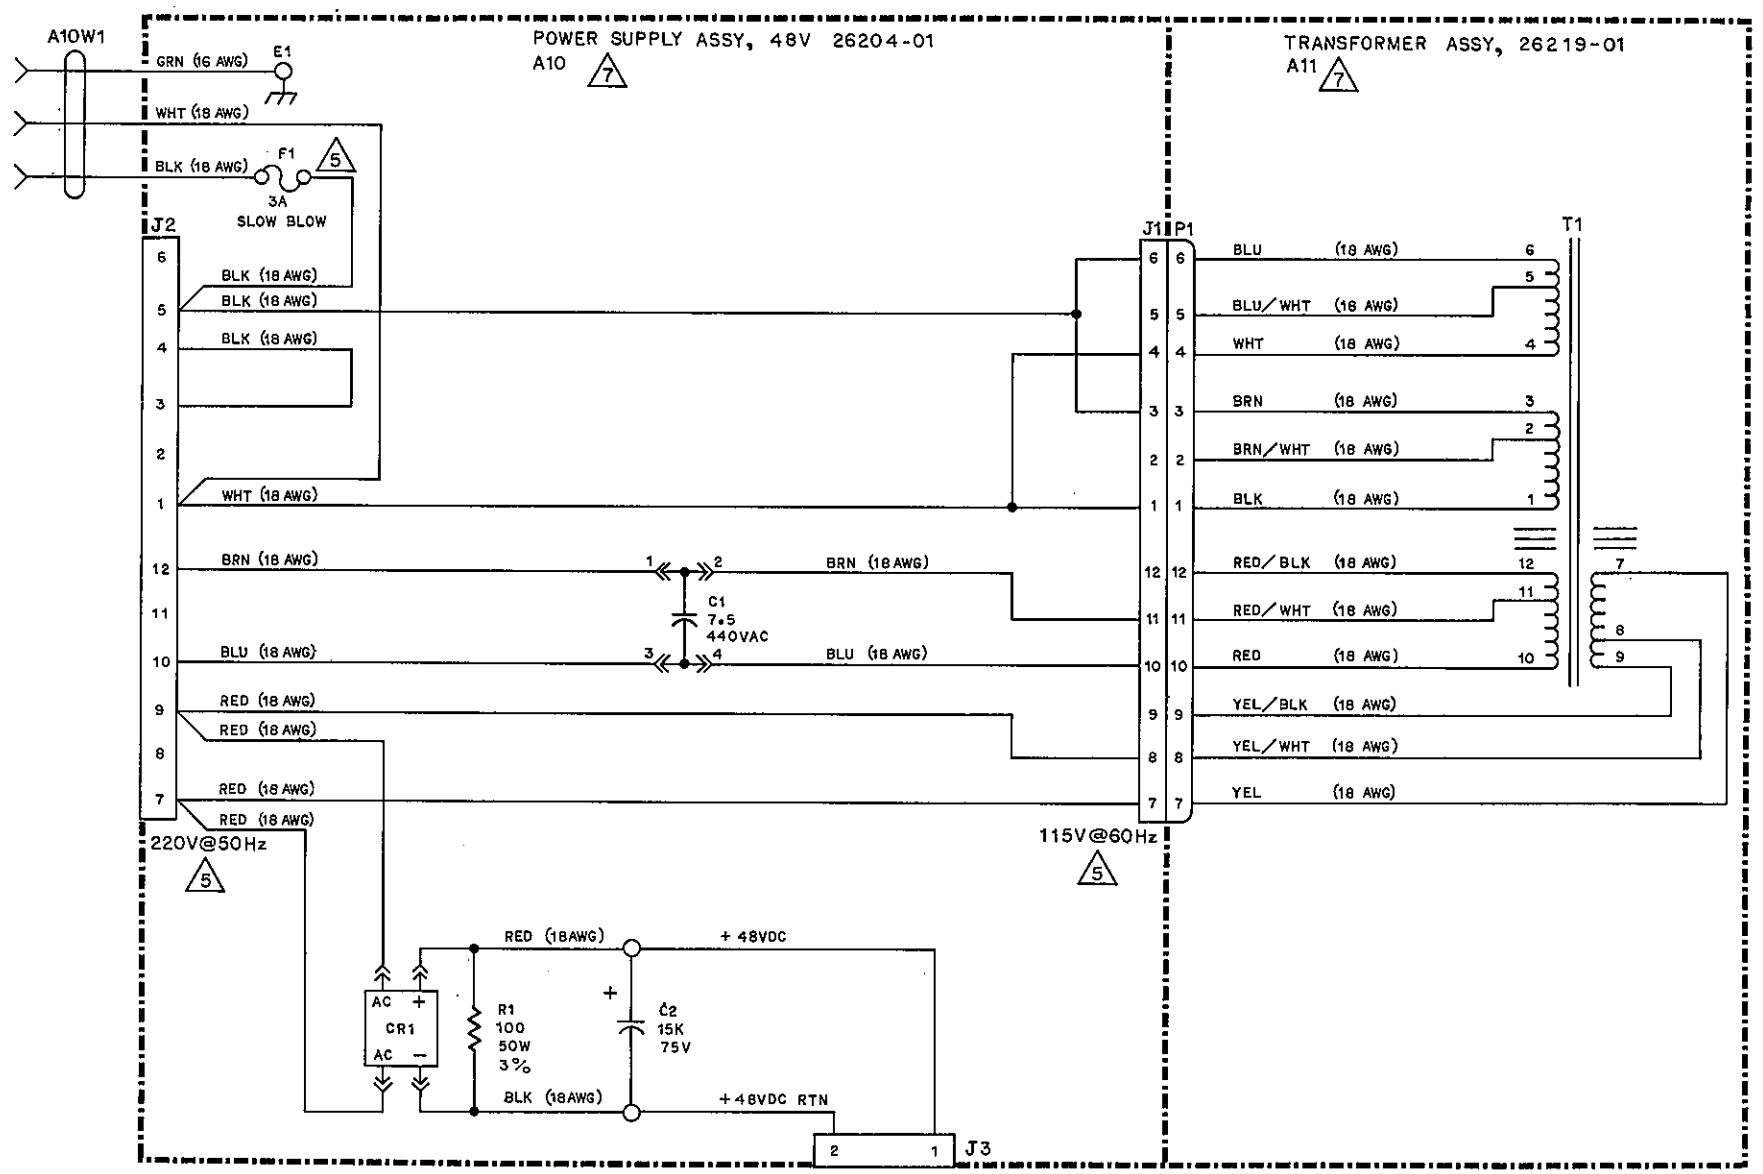 A10W1
POWER SUPPLY ASSY, 48V 26204-01
A10
7
TRANSFORMER ASSY, 26219-01
A11
7
GRN (16 AWG)
E1
WHT (18 AWG)
BLK (18 AWG)
F1
5
3A
SLOW BLOW
J2
6
5
4
3
2
1
12
11
10
9
8
7
BLK (18 AWG)
BLK (18 AWG)
BLK (18 AWG)
WHT (18 AWG)
BRN (18 AWG)
BLU (18 AWG)
RED (18 AWG)
RED (18 AWG)
RED (18 AWG)
RED (18 AWG)
220V@50Hz
5
1
2
C1
7.5
440VAC
3
4
BRN (18 AWG)
BLU (18 AWG)
J1
P1
6 6
5 5
4 4
3 3
2 2
1 1
12 12
11 11
10 10
9 9
8 8
7 7
115V@60Hz
5
BLU (18 AWG) 6
5
BLU/WHT (18 AWG)
WHT (18 AWG) 4
BRN (18 AWG) 3
2
BRN/WHT (18 AWG)
BLK (18 AWG) 1
RED/BLK (18 AWG) 12
11
RED/WHT (18 AWG)
RED (18 AWG) 10
YEL/BLK (18 AWG)
YEL/WHT (18 AWG)
YEL (18 AWG)
T1
7
8
9
RED (18AWG)
+ 48VDC
AC +
CR1
AC −
R1
100
50W
3%
+
C2
15K
75V
BLK (18AWG)
+48VDC RTN
2 1
J3